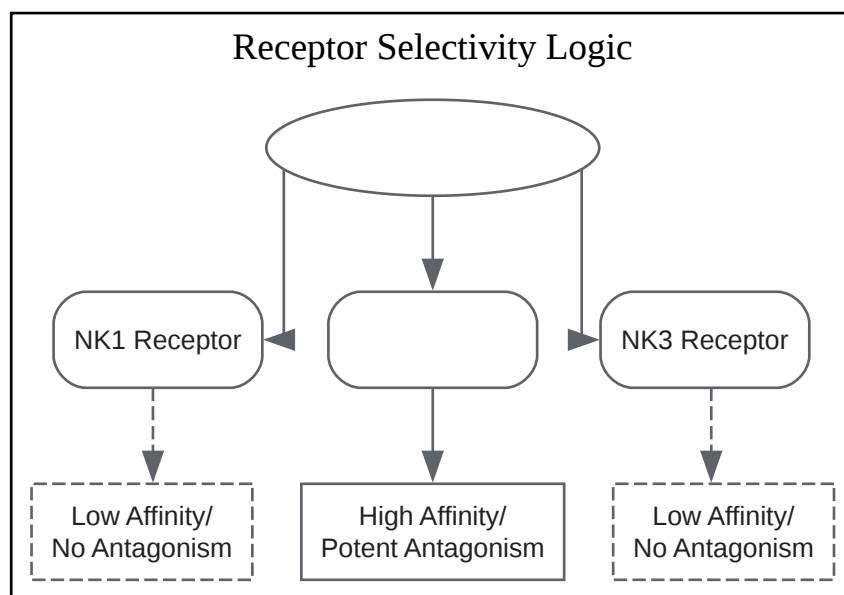 Receptor Selectivity Logic
NK1 Receptor
NK3 Receptor
Low Affinity/
No Antagonism
High Affinity/
Potent Antagonism
Low Affinity/
No Antagonism